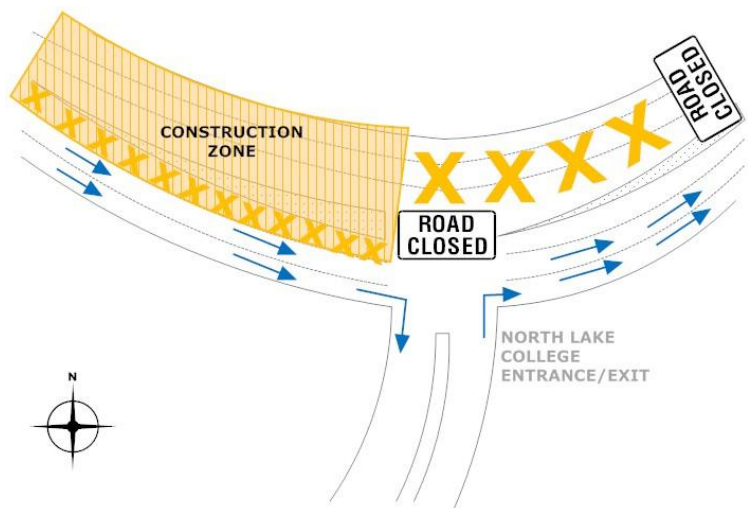 CONSTRUCTION
ZONE
ROAD
CLOSED
ROAD
CLOSED
NORTH LAKE
COLLEGE
ENTRANCE/EXIT
N